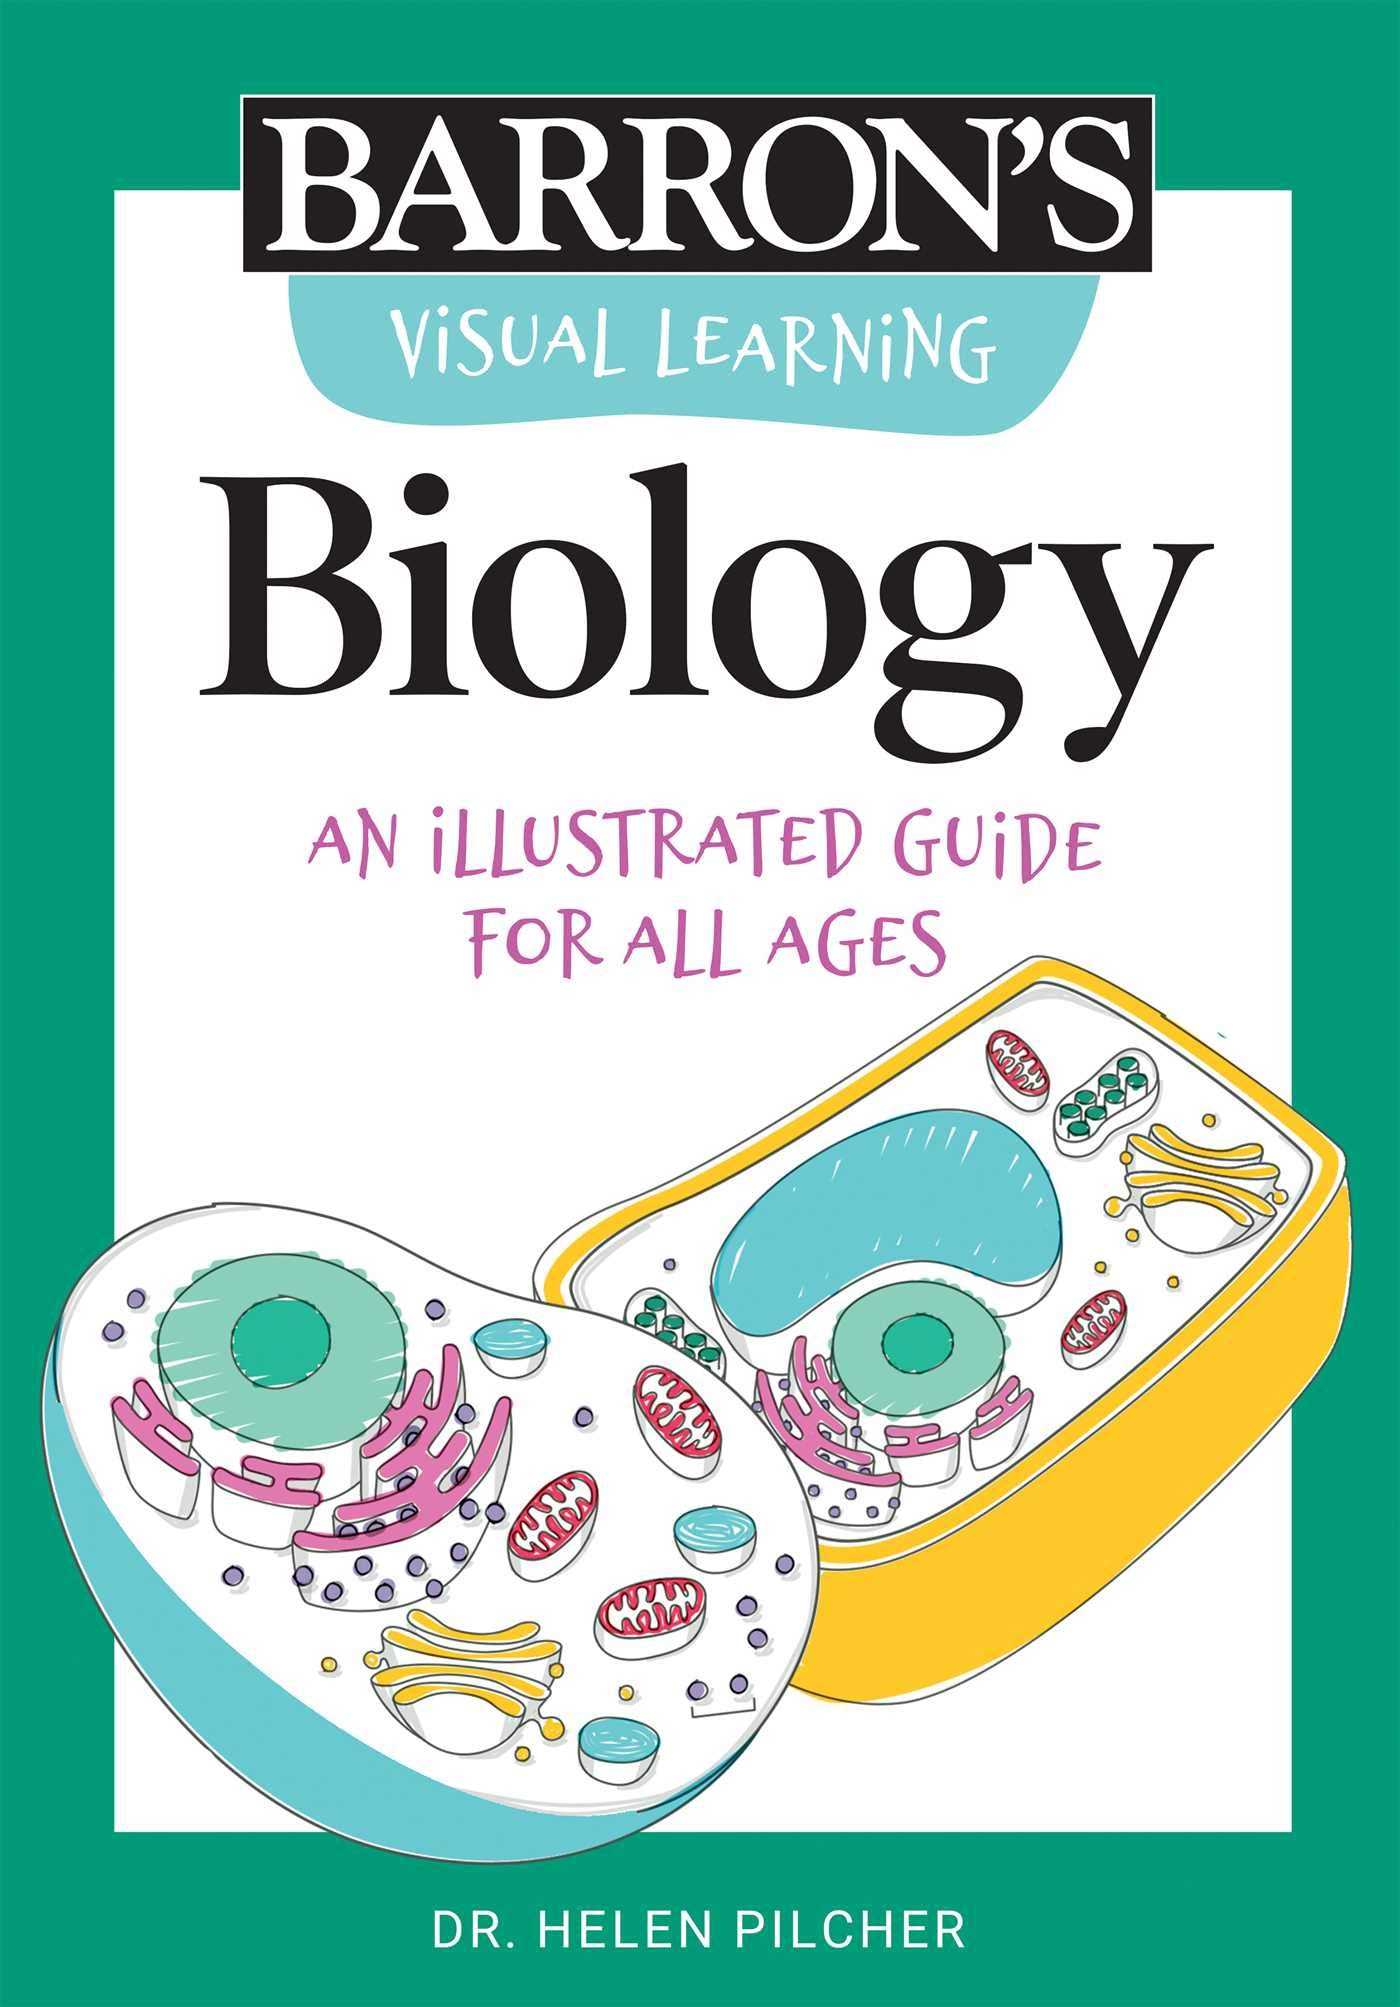 BARRON'S
VISUAL LEARNING
Biology
AN ILLUSTRATED GUIDE
FOR ALL AGES
DR. HELEN PILCHER